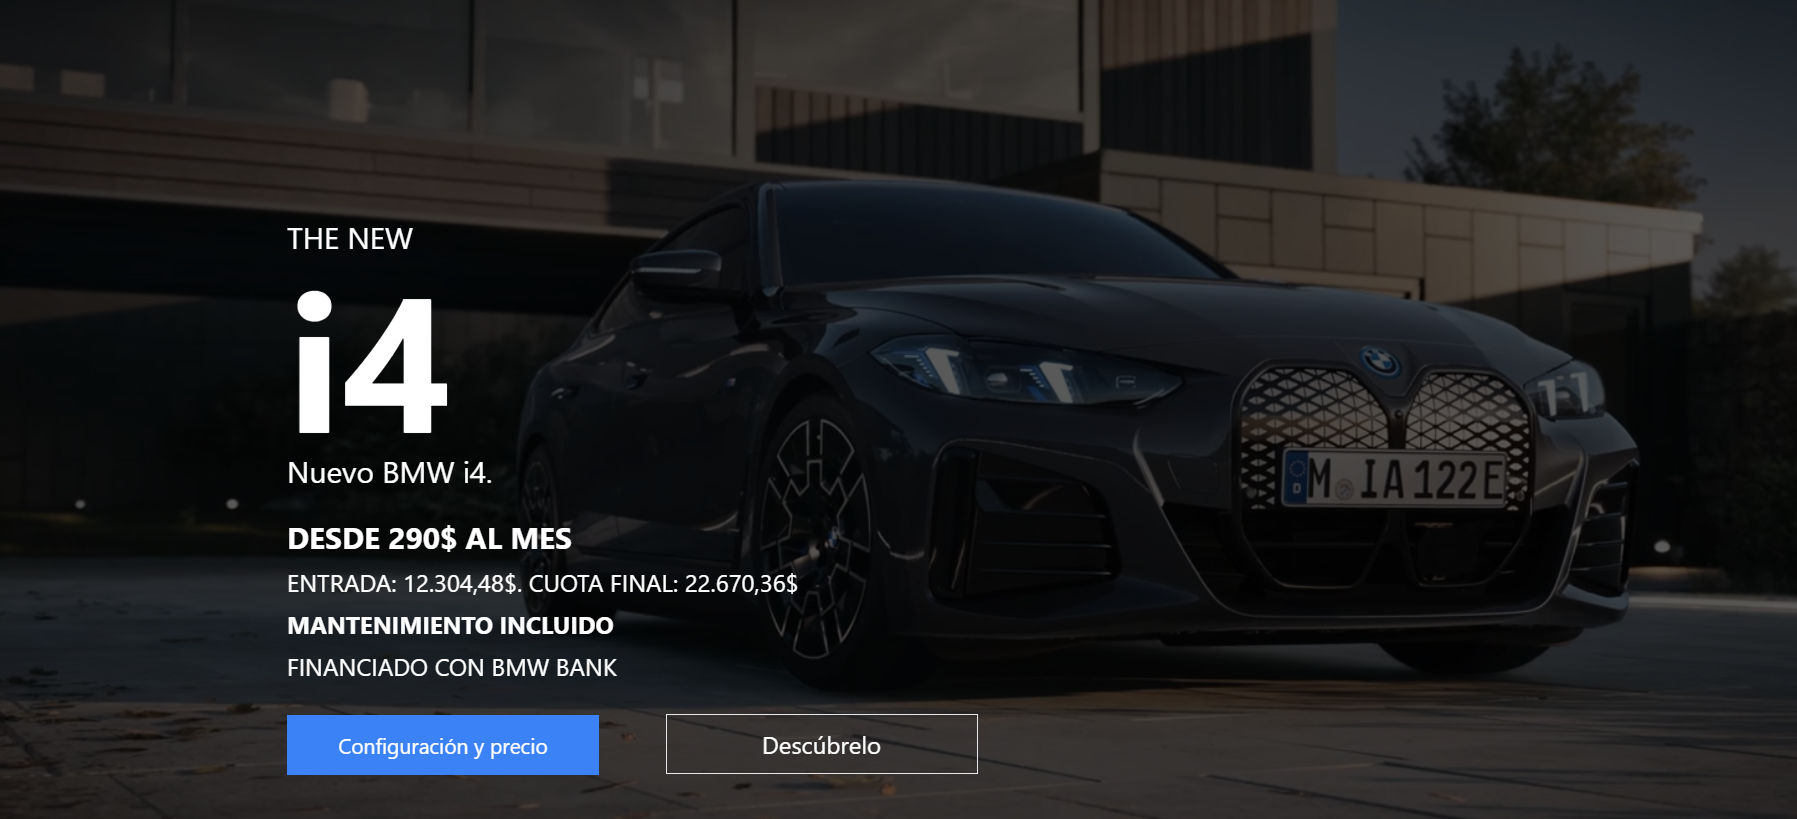 THE NEW
i4
Nuevo BMW i4.
DESDE 290$ AL MES
ENTRADA: 12.304,48$. CUOTA FINAL: 22.670,36$
MANTENIMIENTO INCLUIDO
FINANCIADO CON BMW BANK
Configuración y precio
Descúbrelo
M IA 122E
D